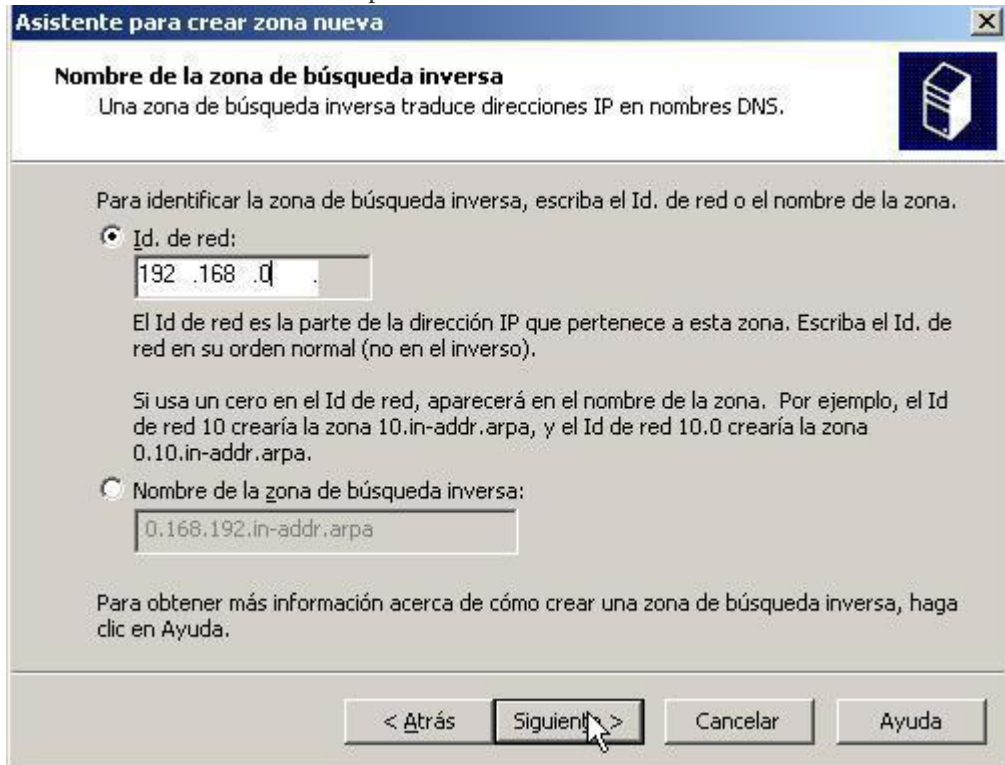 Asistente para crear zona nueva
Nombre de la zona de búsqueda inversa
Una zona de búsqueda inversa traduce direcciones IP en nombres DNS.
Para identificar la zona de búsqueda inversa, escriba el Id. de red o el nombre de la zona.
Id. de red:
192 .168 .0 .
El Id de red es la parte de la dirección IP que pertenece a esta zona. Escriba el Id. de
red en su orden normal (no en el inverso).
Si usa un cero en el Id de red, aparecerá en el nombre de la zona. Por ejemplo, el Id
de red 10 crearía la zona 10.in-addr.arpa, y el Id de red 10.0 crearía la zona
0.10.in-addr.arpa.
Nombre de la zona de búsqueda inversa:
0.168.192.in-addr.arpa
Para obtener más información acerca de cómo crear una zona de búsqueda inversa, haga
clic en Ayuda.
< Atrás
Siguiente >
Cancelar
Ayuda